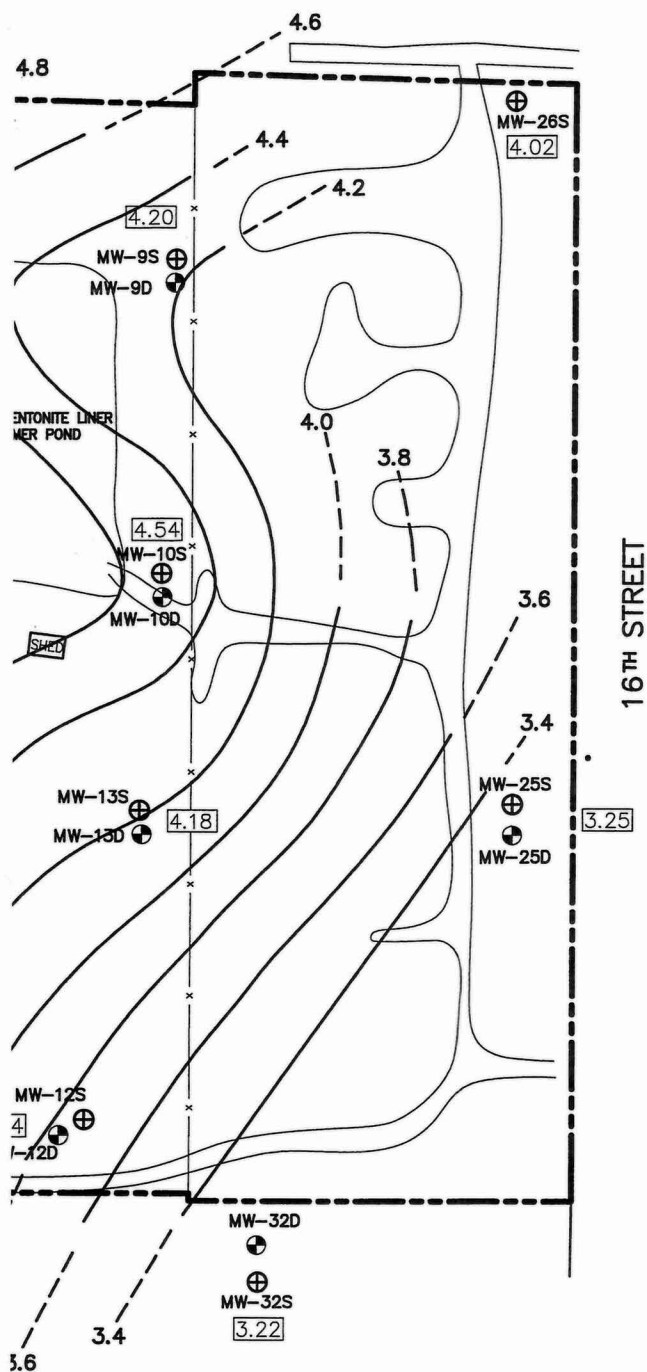 4.6
4.8
MW-26S
4.02
4.4
4.2
4.20
MW-9S
MW-9D
ENTONITE LINER
MER POND
4.0
3.8
4.54
MW-10S
MW-10D
SHED
3.6
16TH STREET
3.4
MW-25S
MW-13S
4.18
3.25
MW-13D
MW-25D
MW-12S
4
-12D
MW-32D
MW-32S
3.22
3.4
3.6